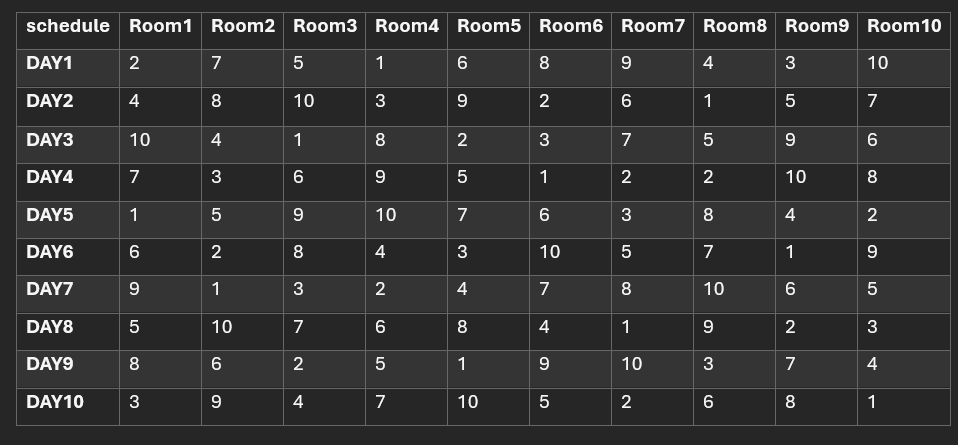 schedule Room1 Room2 Room3 Room4 Room5 Room6 Room7 Room8 Room9 Room10
DAY1 2 7 5 1 6 8 9 4 3 10
DAY2 4 8 10 3 9 2 6 1 5 7
DAY3 10 4 1 8 2 3 7 5 9 6
DAY4 7 3 6 9 5 1 2 2 10 8
DAY5 1 5 9 10 7 6 3 8 4 2
DAY6 6 2 8 4 3 10 5 7 1 9
DAY7 9 1 3 2 4 7 8 10 6 5
DAY8 5 10 7 6 8 4 1 9 2 3
DAY9 8 6 2 5 1 9 10 3 7 4
DAY10 3 9 4 7 10 5 2 6 8 1